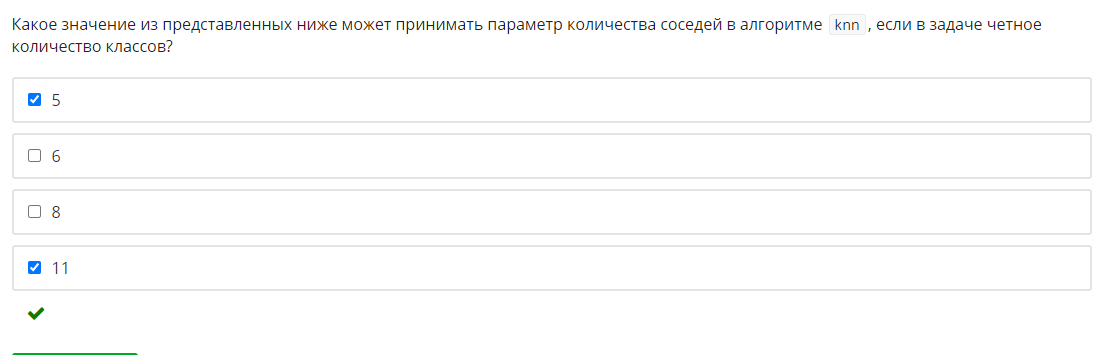 Какое значение из представленных ниже может принимать параметр количества соседей в алгоритме knn, если в задаче четное
количество классов?
5
6
8
11